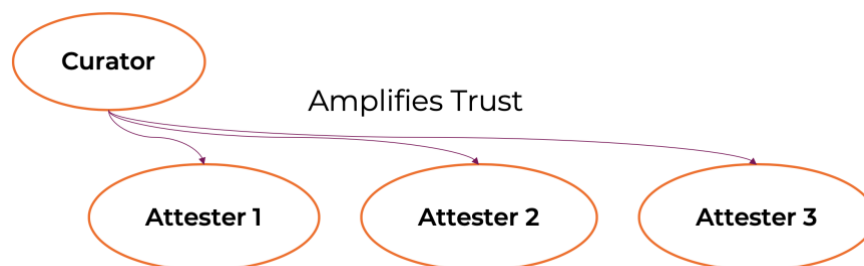 Curator
Amplifies Trust
Attester 1
Attester 2
Attester 3